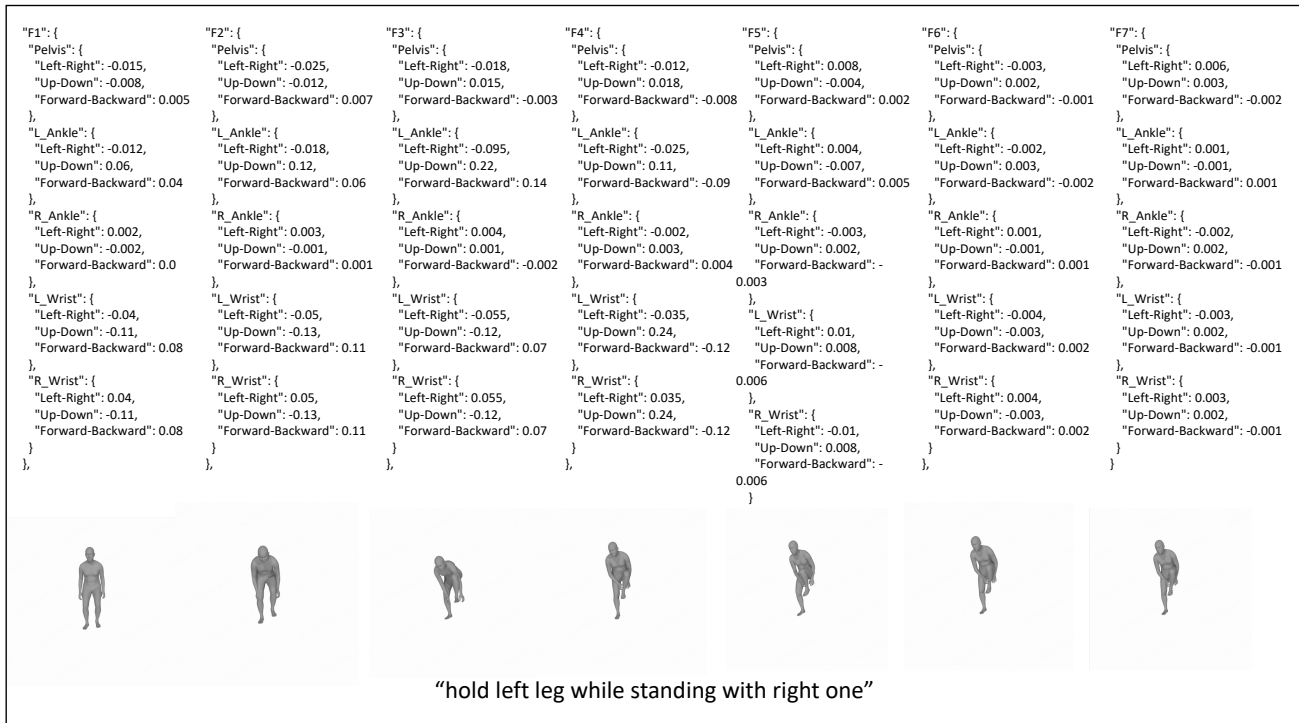 "F1": {
"Pelvis": {
"Left-Right": -0.015,
"Up-Down": -0.008,
"Forward-Backward": 0.005
},
"L_Ankle": {
"Left-Right": -0.012,
"Up-Down": 0.06,
"Forward-Backward": 0.04
},
"R_Ankle": {
"Left-Right": 0.002,
"Up-Down": -0.002,
"Forward-Backward": 0.0
},
"L_Wrist": {
"Left-Right": -0.04,
"Up-Down": -0.11,
"Forward-Backward": 0.08
},
"R_Wrist": {
"Left-Right": 0.04,
"Up-Down": -0.11,
"Forward-Backward": 0.08
}
},
"F2": {
"Pelvis": {
"Left-Right": -0.025,
"Up-Down": -0.012,
"Forward-Backward": 0.007
},
"L_Ankle": {
"Left-Right": -0.018,
"Up-Down": 0.12,
"Forward-Backward": 0.06
},
"R_Ankle": {
"Left-Right": 0.003,
"Up-Down": -0.001,
"Forward-Backward": 0.001
},
"L_Wrist": {
"Left-Right": -0.05,
"Up-Down": -0.13,
"Forward-Backward": 0.11
},
"R_Wrist": {
"Left-Right": 0.05,
"Up-Down": -0.13,
"Forward-Backward": 0.11
}
},
"F3": {
"Pelvis": {
"Left-Right": -0.018,
"Up-Down": 0.015,
"Forward-Backward": -0.003
},
"L_Ankle": {
"Left-Right": -0.095,
"Up-Down": 0.22,
"Forward-Backward": 0.14
},
"R_Ankle": {
"Left-Right": 0.004,
"Up-Down": 0.001,
"Forward-Backward": -0.002
},
"L_Wrist": {
"Left-Right": -0.055,
"Up-Down": -0.12,
"Forward-Backward": 0.07
},
"R_Wrist": {
"Left-Right": 0.055,
"Up-Down": -0.12,
"Forward-Backward": 0.07
}
},
"F4": {
"Pelvis": {
"Left-Right": -0.012,
"Up-Down": 0.018,
"Forward-Backward": -0.008
},
"L_Ankle": {
"Left-Right": -0.025,
"Up-Down": 0.11,
"Forward-Backward": -0.09
},
"R_Ankle": {
"Left-Right": -0.002,
"Up-Down": 0.003,
"Forward-Backward": 0.004
},
"L_Wrist": {
"Left-Right": -0.035,
"Up-Down": 0.24,
"Forward-Backward": -0.12
},
"R_Wrist": {
"Left-Right": 0.035,
"Up-Down": 0.24,
"Forward-Backward": -0.12
}
},
"F5": {
"Pelvis": {
"Left-Right": 0.008,
"Up-Down": -0.004,
"Forward-Backward": 0.002
},
"L_Ankle": {
"Left-Right": 0.004,
"Up-Down": -0.007,
"Forward-Backward": 0.005
},
"R_Ankle": {
"Left-Right": -0.003,
"Up-Down": 0.002,
"Forward-Backward": -
0.003
},
"L_Wrist": {
"Left-Right": 0.01,
"Up-Down": 0.008,
"Forward-Backward": -
0.006
},
"R_Wrist": {
"Left-Right": -0.01,
"Up-Down": 0.008,
"Forward-Backward": -
0.006
}
"F6": {
"Pelvis": {
"Left-Right": -0.003,
"Up-Down": 0.002,
"Forward-Backward": -0.001
},
"L_Ankle": {
"Left-Right": -0.002,
"Up-Down": 0.003,
"Forward-Backward": -0.002
},
"R_Ankle": {
"Left-Right": 0.001,
"Up-Down": -0.001,
"Forward-Backward": 0.001
},
"L_Wrist": {
"Left-Right": -0.004,
"Up-Down": -0.003,
"Forward-Backward": 0.002
},
"R_Wrist": {
"Left-Right": 0.004,
"Up-Down": -0.003,
"Forward-Backward": 0.002
}
},
"F7": {
"Pelvis": {
"Left-Right": 0.006,
"Up-Down": 0.003,
"Forward-Backward": -0.002
},
"L_Ankle": {
"Left-Right": 0.001,
"Up-Down": -0.001,
"Forward-Backward": 0.001
},
"R_Ankle": {
"Left-Right": -0.002,
"Up-Down": 0.002,
"Forward-Backward": -0.001
},
"L_Wrist": {
"Left-Right": -0.003,
"Up-Down": 0.002,
"Forward-Backward": -0.001
},
"R_Wrist": {
"Left-Right": 0.003,
"Up-Down": 0.002,
"Forward-Backward": -0.001
}
}
“hold left leg while standing with right one”